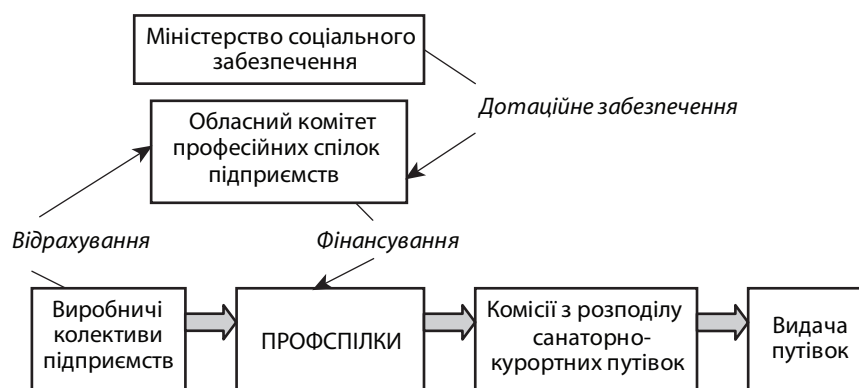 Міністерство соціального
забезпечення
Дотаційне забезпечення
Обласний комітет
професійних спілок
підприємств
Відрахування
Фінансування
Виробничі
колективи
підприємств
ПРОФСПІЛКИ
Комісії з розподілу
санаторно-
курортних путівок
Видача
путівок